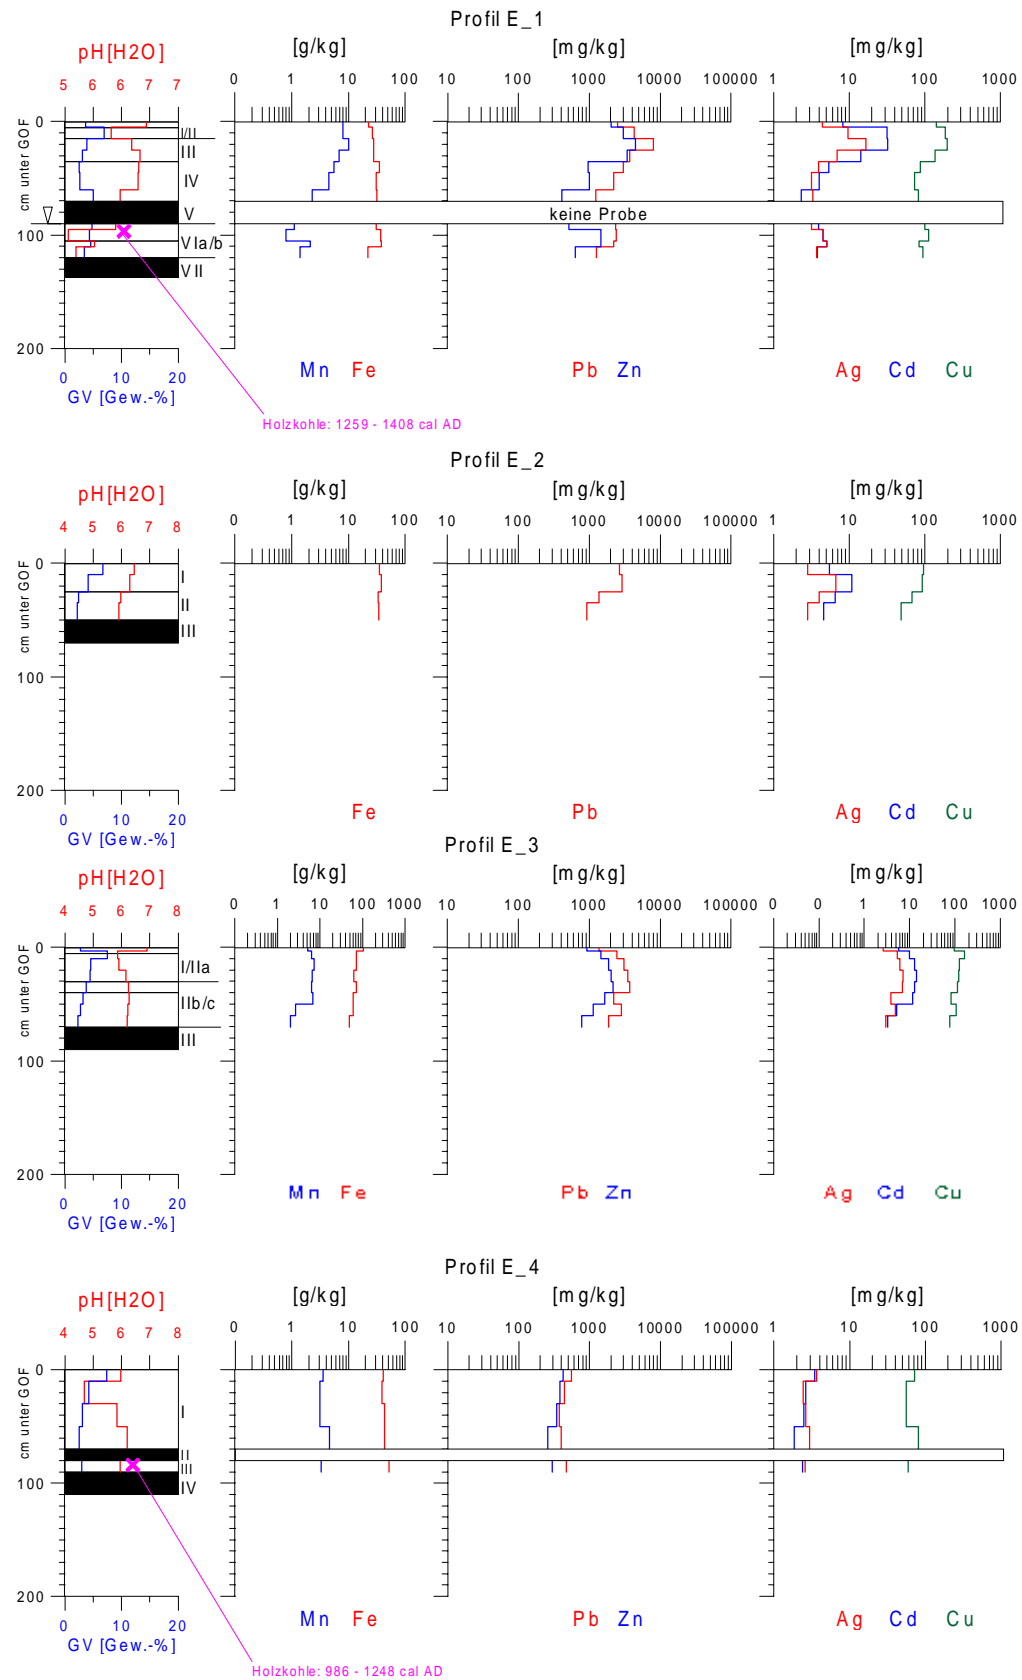 Profil E_1
pH[H2O] [g/kg] [mg/kg] [mg/kg]
5 6 6 7 7 0 1 10 100 10 100 1000 10000 100000 1 10 100 1000
0
I/II
III
IV
V
VIa/b
VII
cm unter GOF
100
200
keine Probe
0 10 20
GV [Gew.-%]
Mn Fe Pb Zn Ag Cd Cu
Holzkohle: 1259 - 1408 cal AD
Profil E_2
pH[H2O] [g/kg] [mg/kg] [mg/kg]
4 5 6 7 8 0 1 10 100 10 100 1000 10000 100000 1 10 100 1000
0
I
II
III
cm unter GOF
100
200
0 10 20
GV [Gew.-%]
Fe Pb Ag Cd Cu
Profil E_3
pH[H2O] [g/kg] [mg/kg] [mg/kg]
4 5 6 7 8 0 1 10 100 1000 10 100 1000 10000 100000 0 0 1 10 100 1000
0
I/IIa
IIb/c
III
cm unter GOF
100
200
0 10 20
GV [Gew.-%]
Mn Fe Pb Zn Ag Cd Cu
Profil E_4
pH[H2O] [g/kg] [mg/kg] [mg/kg]
4 5 6 7 8 0 1 10 100 10 100 1000 10000 100000 1 10 100 1000
0
I
II
III
IV
cm unter GOF
100
200
0 10 20
GV [Gew.-%]
Mn Fe Pb Zn Ag Cd Cu
Holzkohle: 986 - 1248 cal AD